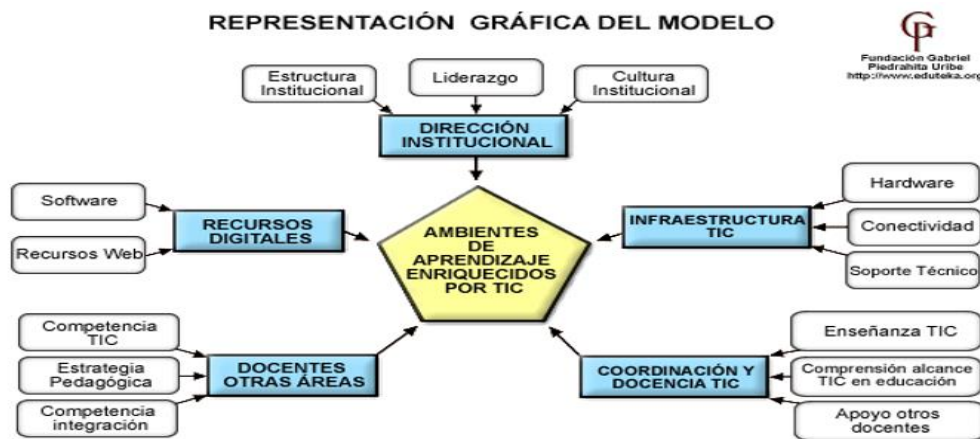 REPRESENTACIÓN GRÁFICA DEL MODELO
Fundación Gabriel
Piedrahita Uribe
http://www.eduteka.org
Estructura
Institucional
Liderazgo
Cultura
Institucional
DIRECCIÓN
INSTITUCIONAL
Software
Recursos Web
RECURSOS
DIGITALES
AMBIENTES
DE
APRENDIZAJE
ENRIQUECIDOS
POR TIC
INFRAESTRUCTURA
TIC
Hardware
Conectividad
Soporte Técnico
Competencia
TIC
Estrategia
Pedagógica
Competencia
integración
DOCENTES
OTRAS ÁREAS
COORDINACIÓN Y
DOCENCIA TIC
Enseñanza TIC
Comprensión alcance
TIC en educación
Apoyo otros
docentes